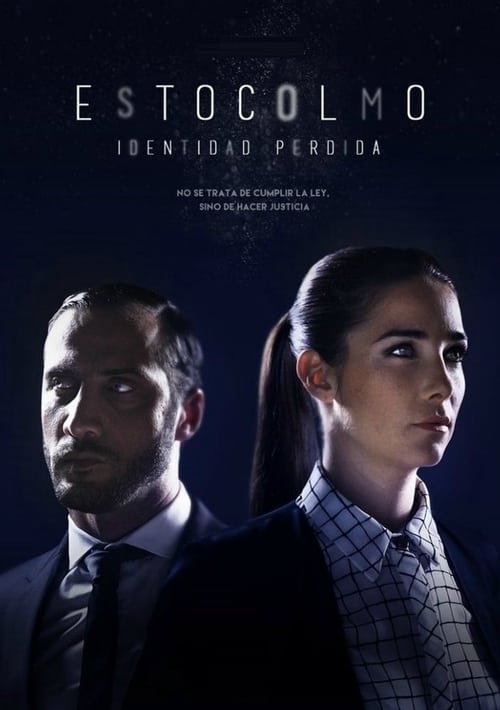 ESTOCOLMO
IDENTIDAD PERDIDA
NO SE TRATA DE CUMPLIR LA LEY,
SINO DE HACER JUSTICIA